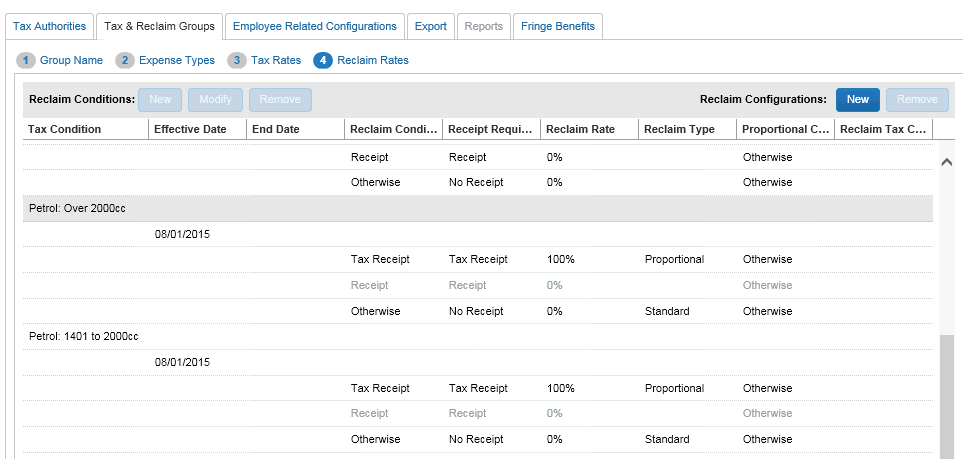 Tax Authorities Tax & Reclaim Groups Employee Related Configurations Export Reports Fringe Benefits
1 Group Name 2 Expense Types 3 Tax Rates 4 Reclaim Rates
Reclaim Conditions: New Modify Remove Reclaim Configurations: New Remove
Tax Condition Effective Date End Date Reclaim Condi... Receipt Requi... Reclaim Rate Reclaim Type Proportional C... Reclaim Tax C...
Receipt Receipt 0% Otherwise
Otherwise No Receipt 0% Otherwise
Petrol: Over 2000cc
08/01/2015
Tax Receipt Tax Receipt 100% Proportional Otherwise
Receipt Receipt 0% Otherwise
Otherwise No Receipt 0% Standard Otherwise
Petrol: 1401 to 2000cc
08/01/2015
Tax Receipt Tax Receipt 100% Proportional Otherwise
Receipt Receipt 0% Otherwise
Otherwise No Receipt 0% Standard Otherwise